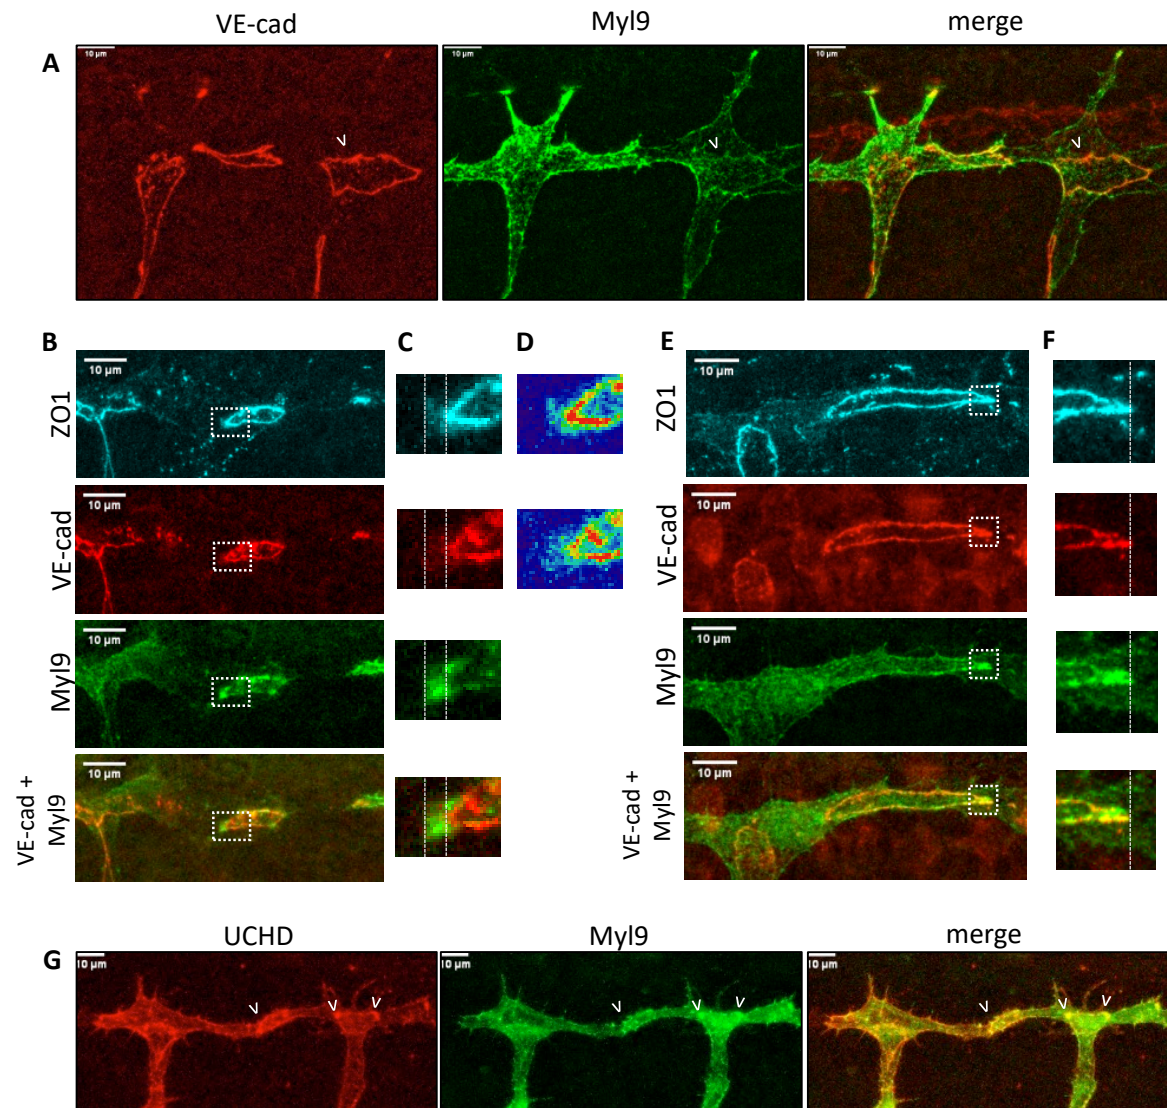 VE-cad Myl9 merge
A
10 µm 10 µm 10 µm
v v v
B C D E F
ZO1 10 µm ZO1 10 µm
VE-cad 10 µm VE-cad 10 µm
Myl9 10 µm Myl9 10 µm
VE-cad + 10 µm VE-cad + 10 µm
Myl9 Myl9
UCHD Myl9 merge
G
10 µm 10 µm 10 µm
v v v v v v v v v